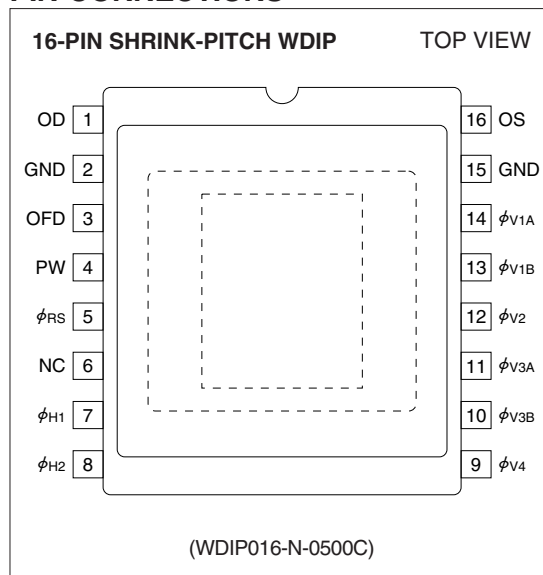 16-PIN SHRINK-PITCH WDIP TOP VIEW
OD 1 16 OS
GND 2 15 GND
OFD 3 14 ϕV1A
PW 4 13 ϕV1B
ϕRS 5 12 ϕV2
NC 6 11 ϕV3A
ϕH1 7 10 ϕV3B
ϕH2 8 9 ϕV4
(WDIP016-N-0500C)